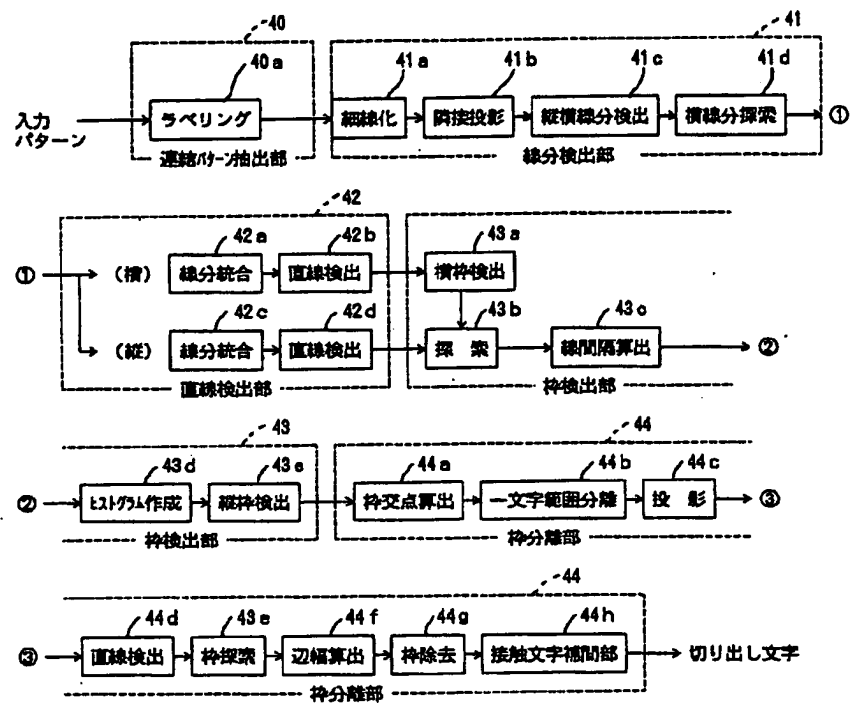 40
41
40a
41a
41b
41c
41d
入力
パターン
ラベリング
細線化
隣接投影
縦横線分検出
横線分探索
①
連結パターン抽出部
線分検出部
42
42a
42b
43a
①
(横)
線分統合
直線検出
横枠検出
42c
42d
43b
43c
(縦)
線分統合
直線検出
探 索
線間隔算出
②
直線検出部
枠検出部
43
44
43d
43e
44a
44b
44c
②
ヒストグラム作成
縦枠検出
枠交点算出
一文字範囲分離
投 影
③
枠検出部
枠分離部
44
44d
43e
44f
44g
44h
③
直線検出
枠探索
辺幅算出
枠除去
接触文字補間部
切り出し文字
枠分離部